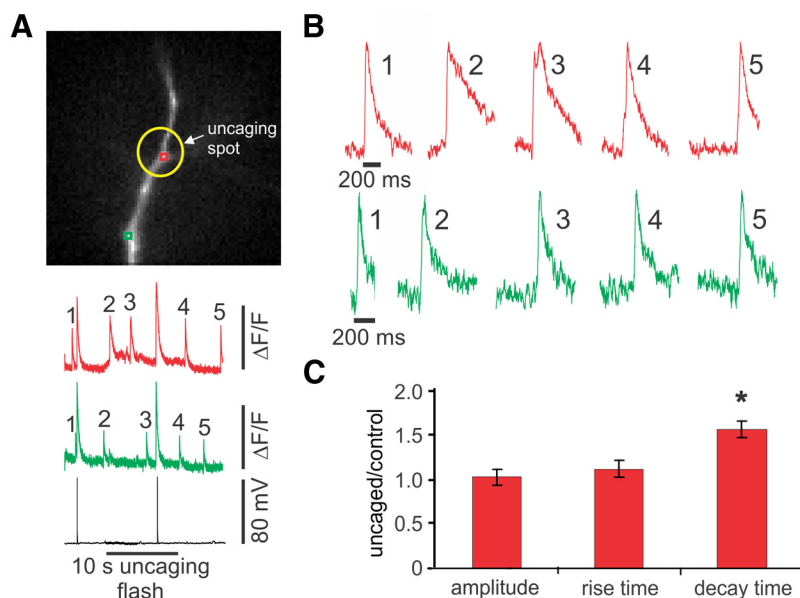 A
uncaging
spot
1
2
3
4
5
ΔF/F
1
2
3
4
5
ΔF/F
80 mV
10 s uncaging
flash
B
1
2
3
4
5
200 ms
1
2
3
4
5
200 ms
C
uncaged/control
2.0
1.5
1.0
0.5
0
*
amplitude
rise time
decay time